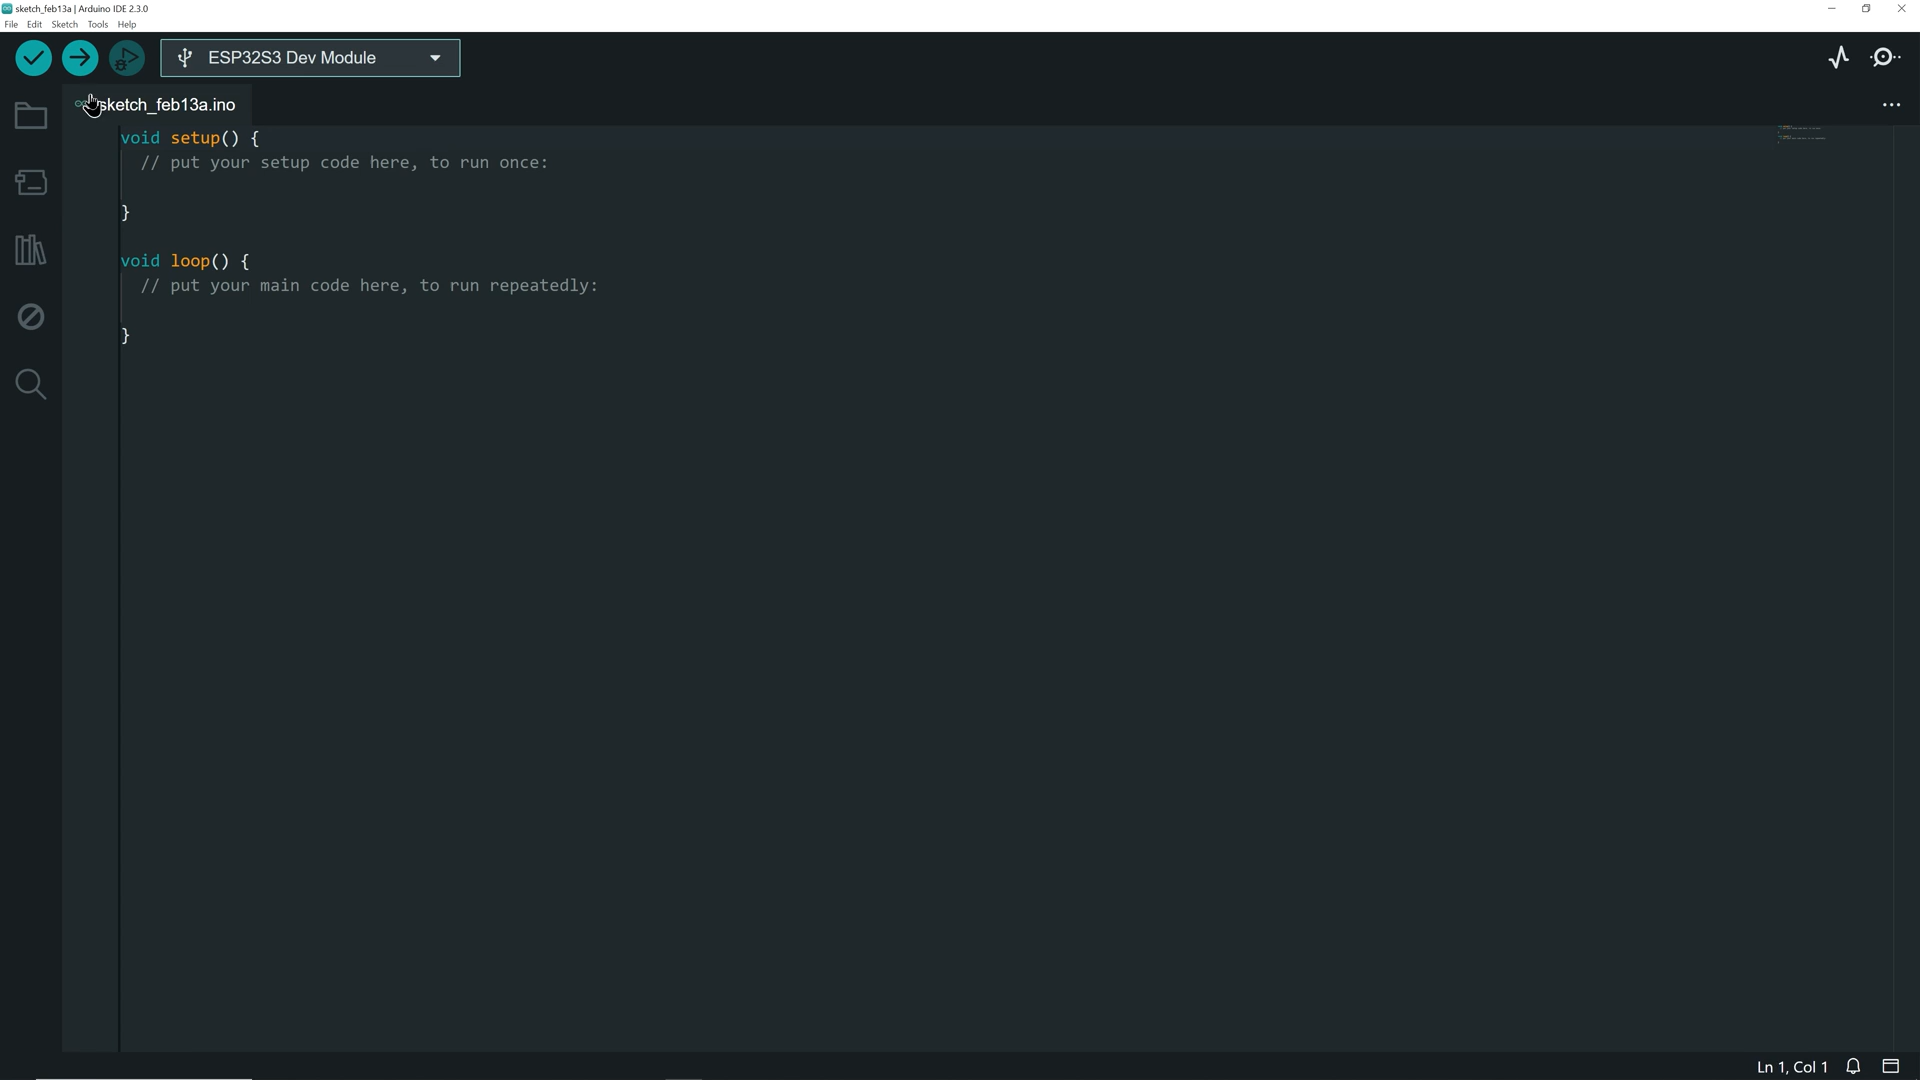 sketch_feb13a | Arduino IDE 2.3.0
File Edit Sketch Tools Help
ESP32S3 Dev Module
sketch_feb13a.ino
void setup() {
// put your setup code here, to run once:
}
void loop() {
// put your main code here, to run repeatedly:
}
Ln 1, Col 1